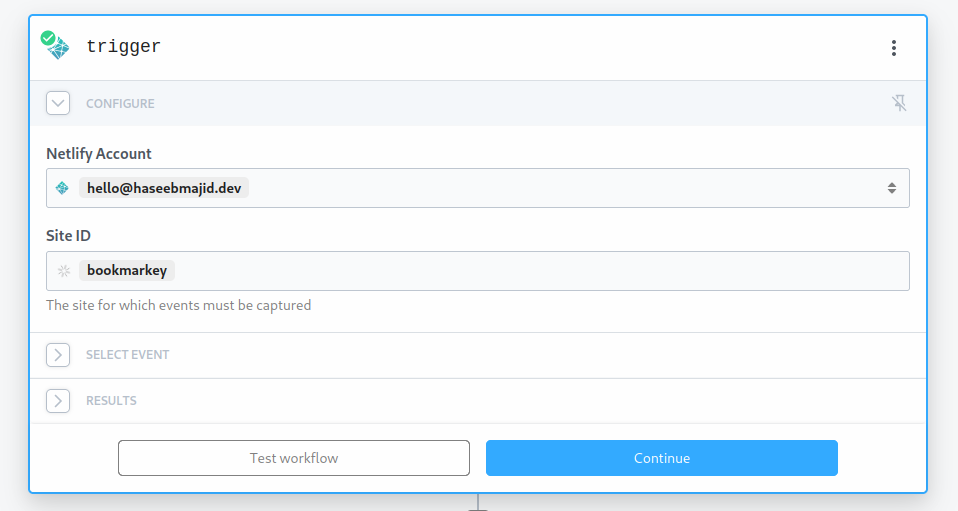 trigger
CONFIGURE
Netlify Account
hello@haseebmajid.dev
Site ID
bookmarkey
The site for which events must be captured
SELECT EVENT
RESULTS
Test workflow
Continue